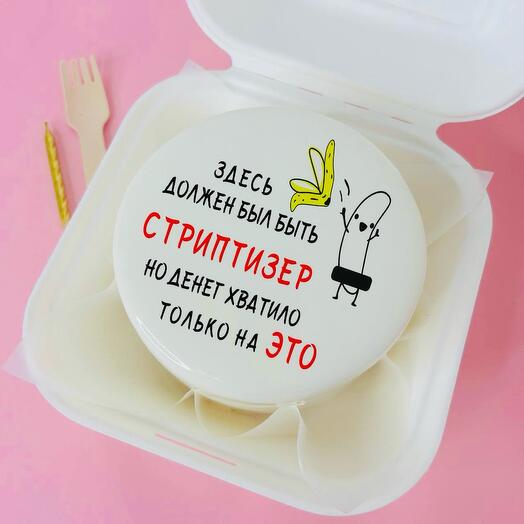 ЗДЕСЬ
ДОЛЖЕН БЫЛ БЫТЬ
СТРИПТИЗЕР
НО ДЕНЕГ ХВАТИЛО
ТОЛЬКО НА ЭТО